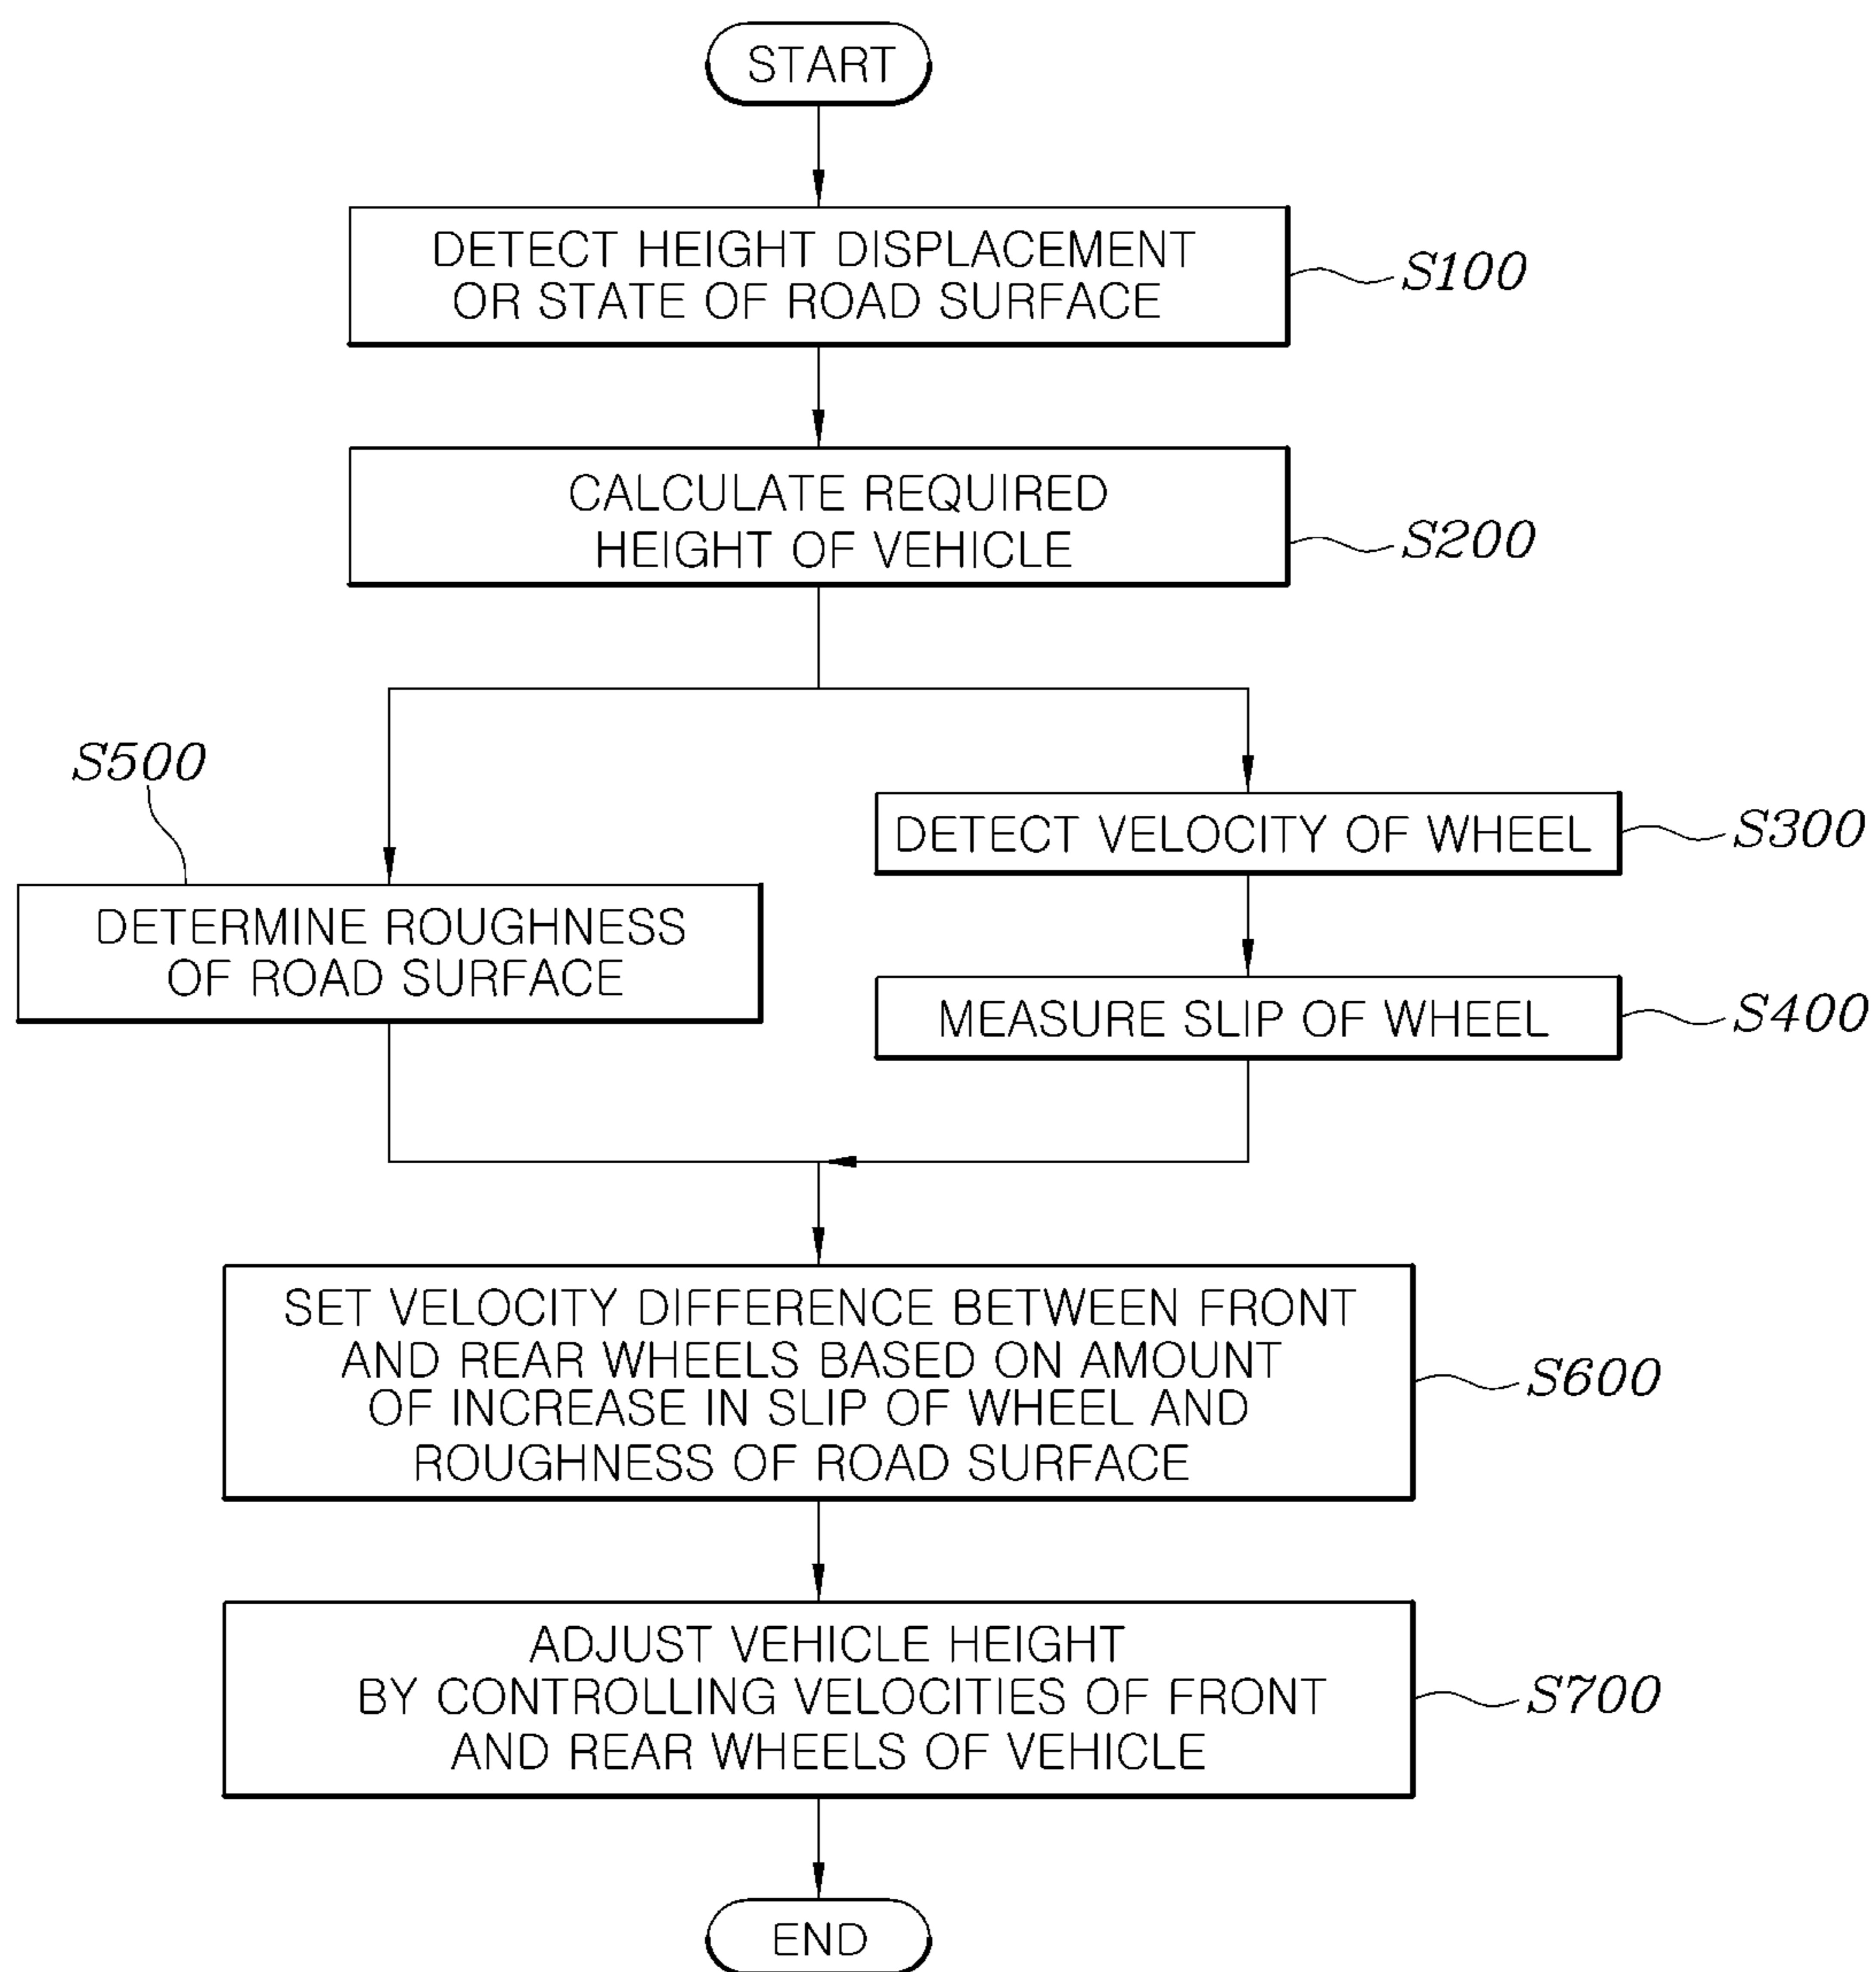 START
DETECT HEIGHT DISPLACEMENT
OR STATE OF ROAD SURFACE
S100
CALCULATE REQUIRED
HEIGHT OF VEHICLE
S200
S500
DETERMINE ROUGHNESS
OF ROAD SURFACE
DETECT VELOCITY OF WHEEL
S300
MEASURE SLIP OF WHEEL
S400
SET VELOCITY DIFFERENCE BETWEEN FRONT
AND REAR WHEELS BASED ON AMOUNT
OF INCREASE IN SLIP OF WHEEL AND
ROUGHNESS OF ROAD SURFACE
S600
ADJUST VEHICLE HEIGHT
BY CONTROLLING VELOCITIES OF FRONT
AND REAR WHEELS OF VEHICLE
S700
END